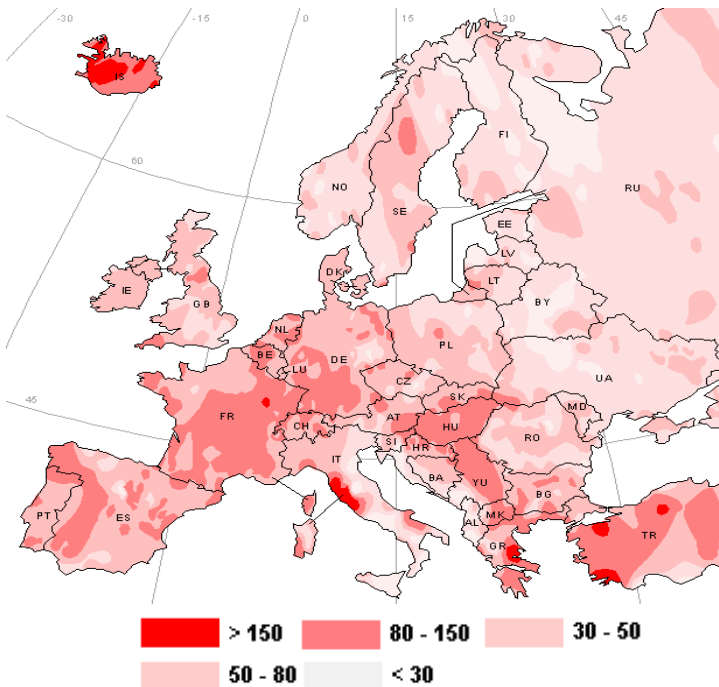 -30
-15
0
15
30
45
IS
60
FI
NO
RU
SE
EE
LV
DK
LT
IE
BY
GB
NL
BE
DE
PL
LU
CZ
UA
SK
45
FR
MD
AT
CH
HU
RO
SI
HR
IT
BA
YU
BG
PT
ES
MK
AL
TR
GR
> 150 80 - 150 30 - 50
50 - 80 < 30